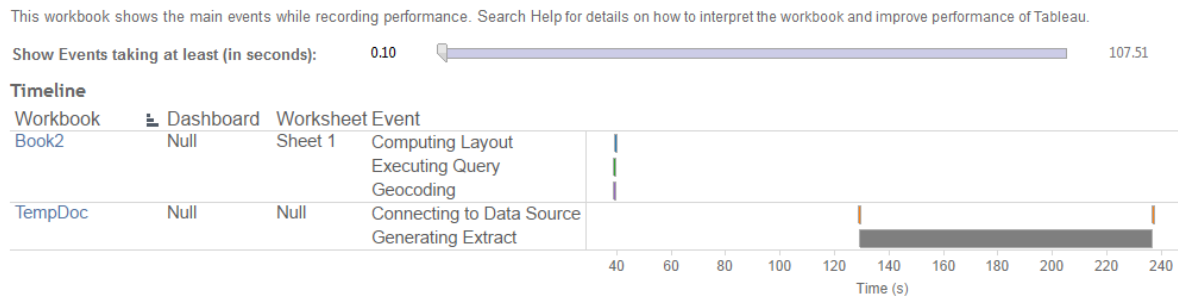 This workbook shows the main events while recording performance. Search Help for details on how to interpret the workbook and improve performance of Tableau.
Show Events taking at least (in seconds): 0.10 107.51
Timeline
Workbook Dashboard Worksheet Event
Book2 Null Sheet 1 Computing Layout
Executing Query
Geocoding
TempDoc Null Null Connecting to Data Source
Generating Extract
40 60 80 100 120 140 160 180 200 220 240
Time (s)